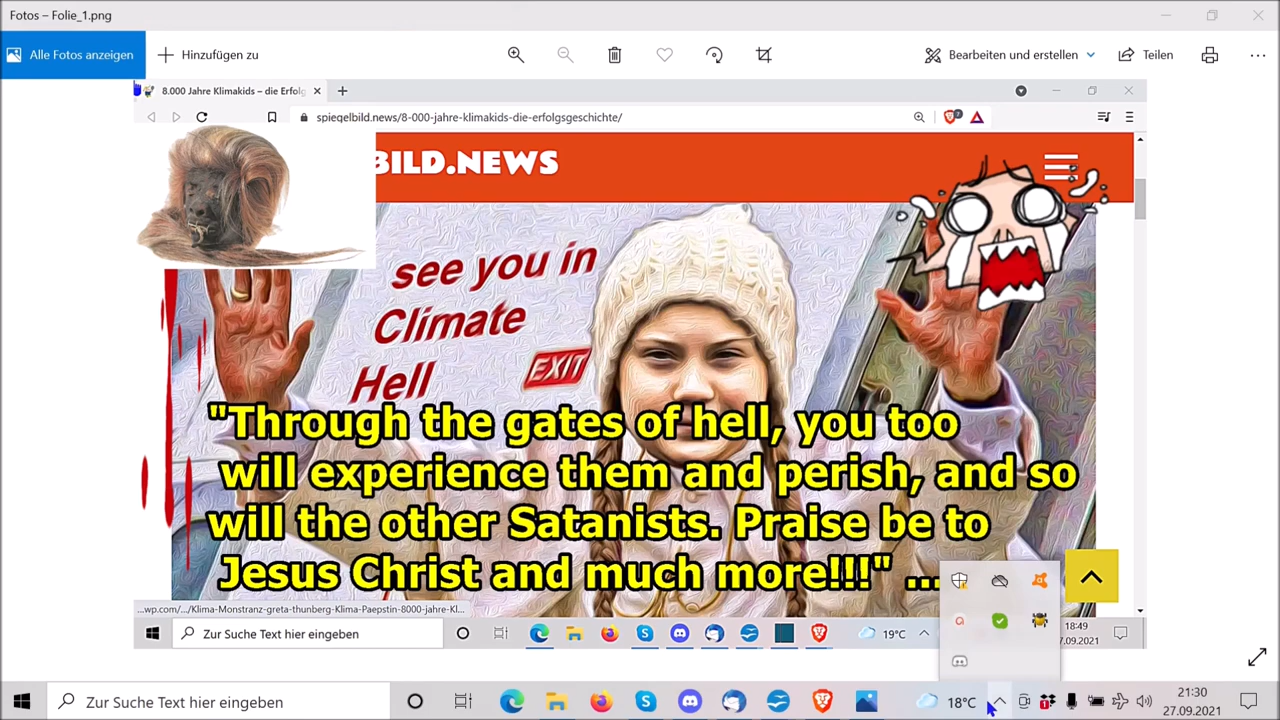 Fotos – Folie_1.png
Alle Fotos anzeigen
Hinzufügen zu
Bearbeiten und erstellen
Teilen
8.000 Jahre Klimakids – die Erfolg
spiegelbild.news/8-000-jahre-klimakids-die-erfolgsgeschichte/
BILD.NEWS
see you in
Climate
Hell
EXIT
"Through the gates of hell, you too
will experience them and perish, and so
will the other Satanists. Praise be to
Jesus Christ and much more!!!" ...
...wp.com/.../Klima-Monstranz-greta-thunberg-Klima-Paepstin-8000-jahre-Kl...
Zur Suche Text hier eingeben
19°C
18:49
7.09.2021
Zur Suche Text hier eingeben
18°C
21:30
27.09.2021